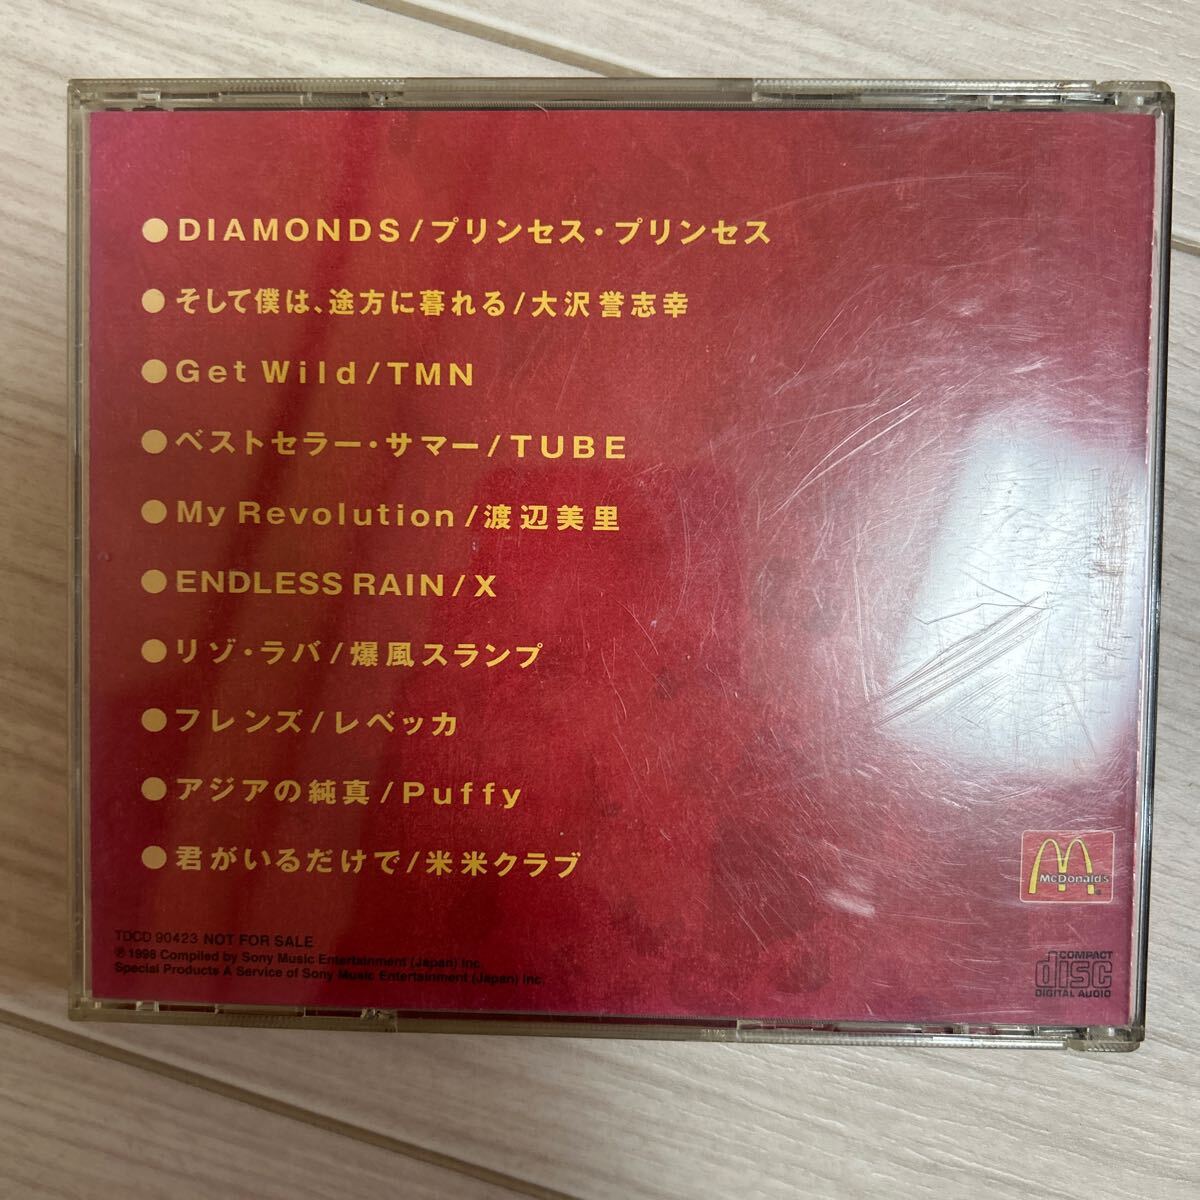 ●DIAMONDS/プリンセス・プリンセス
●そして僕は、途方に暮れる/大沢誉志幸
●Get Wild/TMN
●ベストセラー・サマー/TUBE
●My Revolution/渡辺美里
●ENDLESS RAIN/X
●リゾ・ラバ/爆風スランプ
●フレンズ/レベッカ
●アジアの純真/Puffy
●君がいるだけで/米米クラブ
McDonald's
®
TDCD 90423 NOT FOR SALE
℗ 1998 Compiled by Sony Music Entertainment (Japan) Inc.
Special Products A Service of Sony Music Entertainment (Japan) Inc.
COMPACT
disc
DIGITAL AUDIO